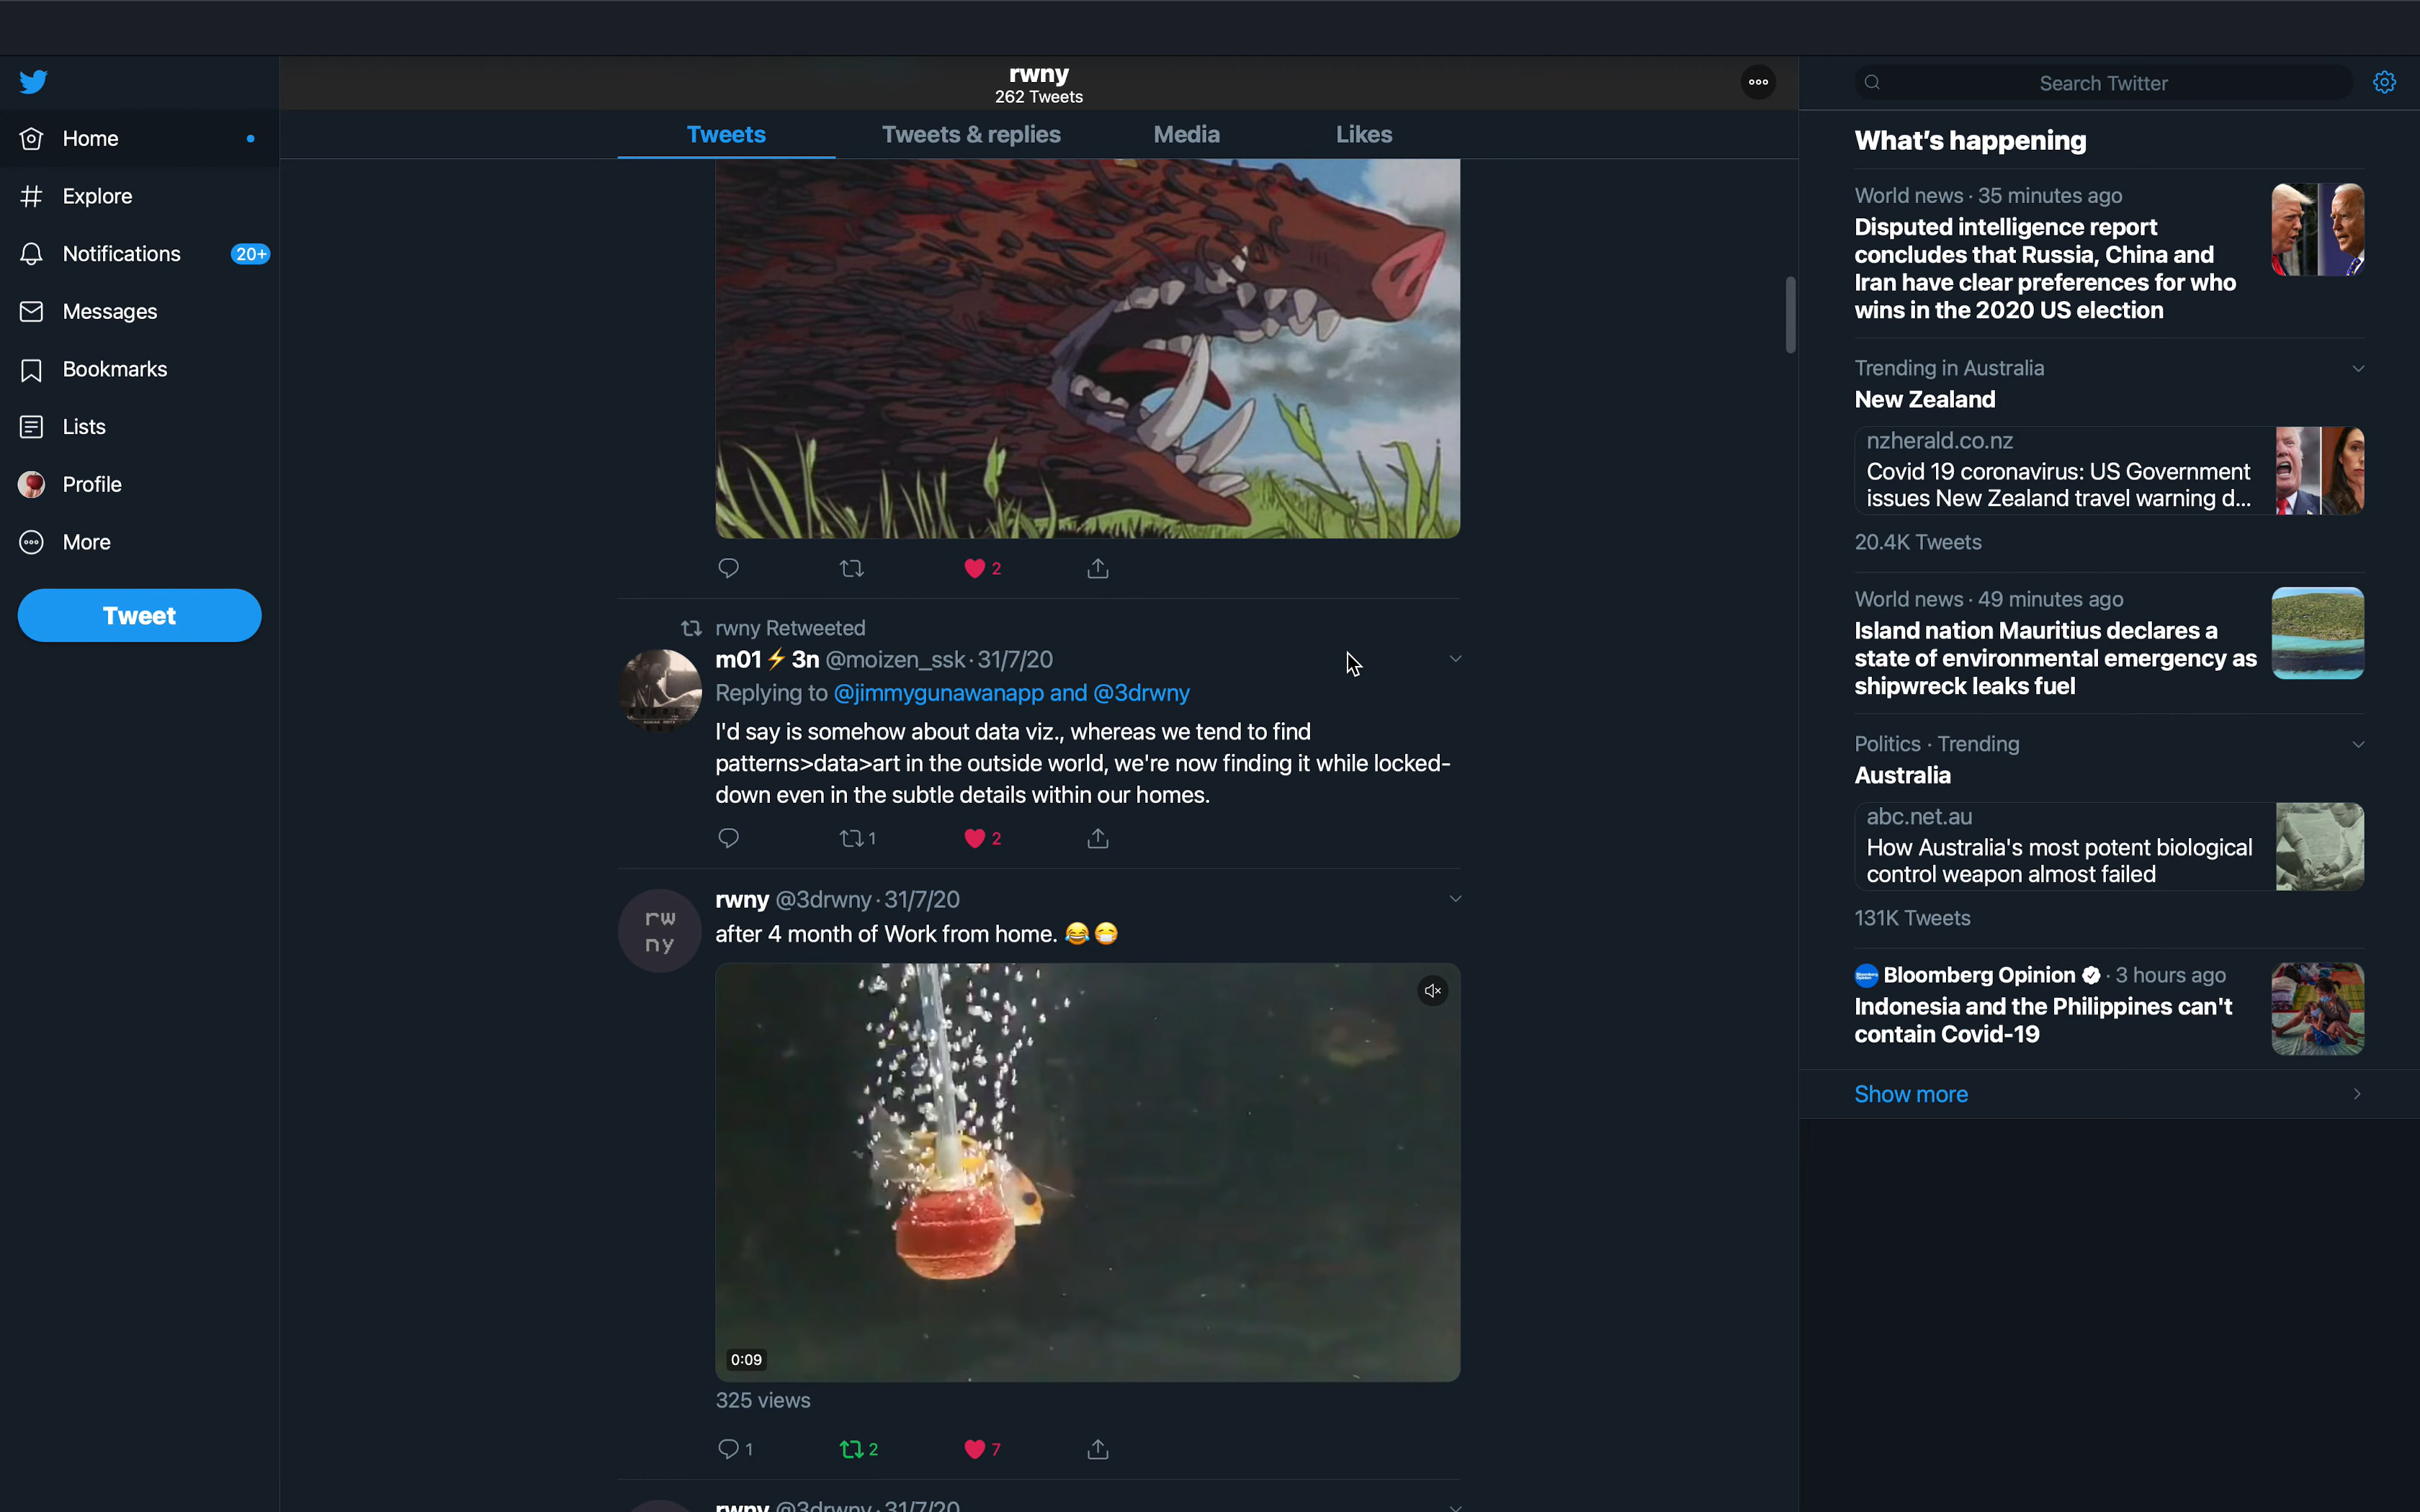 Home
Explore
Notifications 20+
Messages
Bookmarks
Lists
Profile
More
Tweet
rwny
262 Tweets
Tweets Tweets & replies Media Likes
2
rwny Retweeted
m01⚡3n @moizen_ssk · 31/7/20
Replying to @jimmygunawanapp and @3drwny
I'd say is somehow about data viz., whereas we tend to find
patterns>data>art in the outside world, we're now finding it while locked-
down even in the subtle details within our homes.
1 2
rw
ny
rwny @3drwny · 31/7/20
after 4 month of Work from home. 😂😷
0:09
325 views
1 2 7
rwny @3drwny · 31/7/20
Search Twitter
What's happening
World news · 35 minutes ago
Disputed intelligence report
concludes that Russia, China and
Iran have clear preferences for who
wins in the 2020 US election
Trending in Australia
New Zealand
nzherald.co.nz
Covid 19 coronavirus: US Government
issues New Zealand travel warning d...
20.4K Tweets
World news · 49 minutes ago
Island nation Mauritius declares a
state of environmental emergency as
shipwreck leaks fuel
Politics · Trending
Australia
abc.net.au
How Australia's most potent biological
control weapon almost failed
131K Tweets
Bloomberg Opinion · 3 hours ago
Indonesia and the Philippines can't
contain Covid-19
Show more